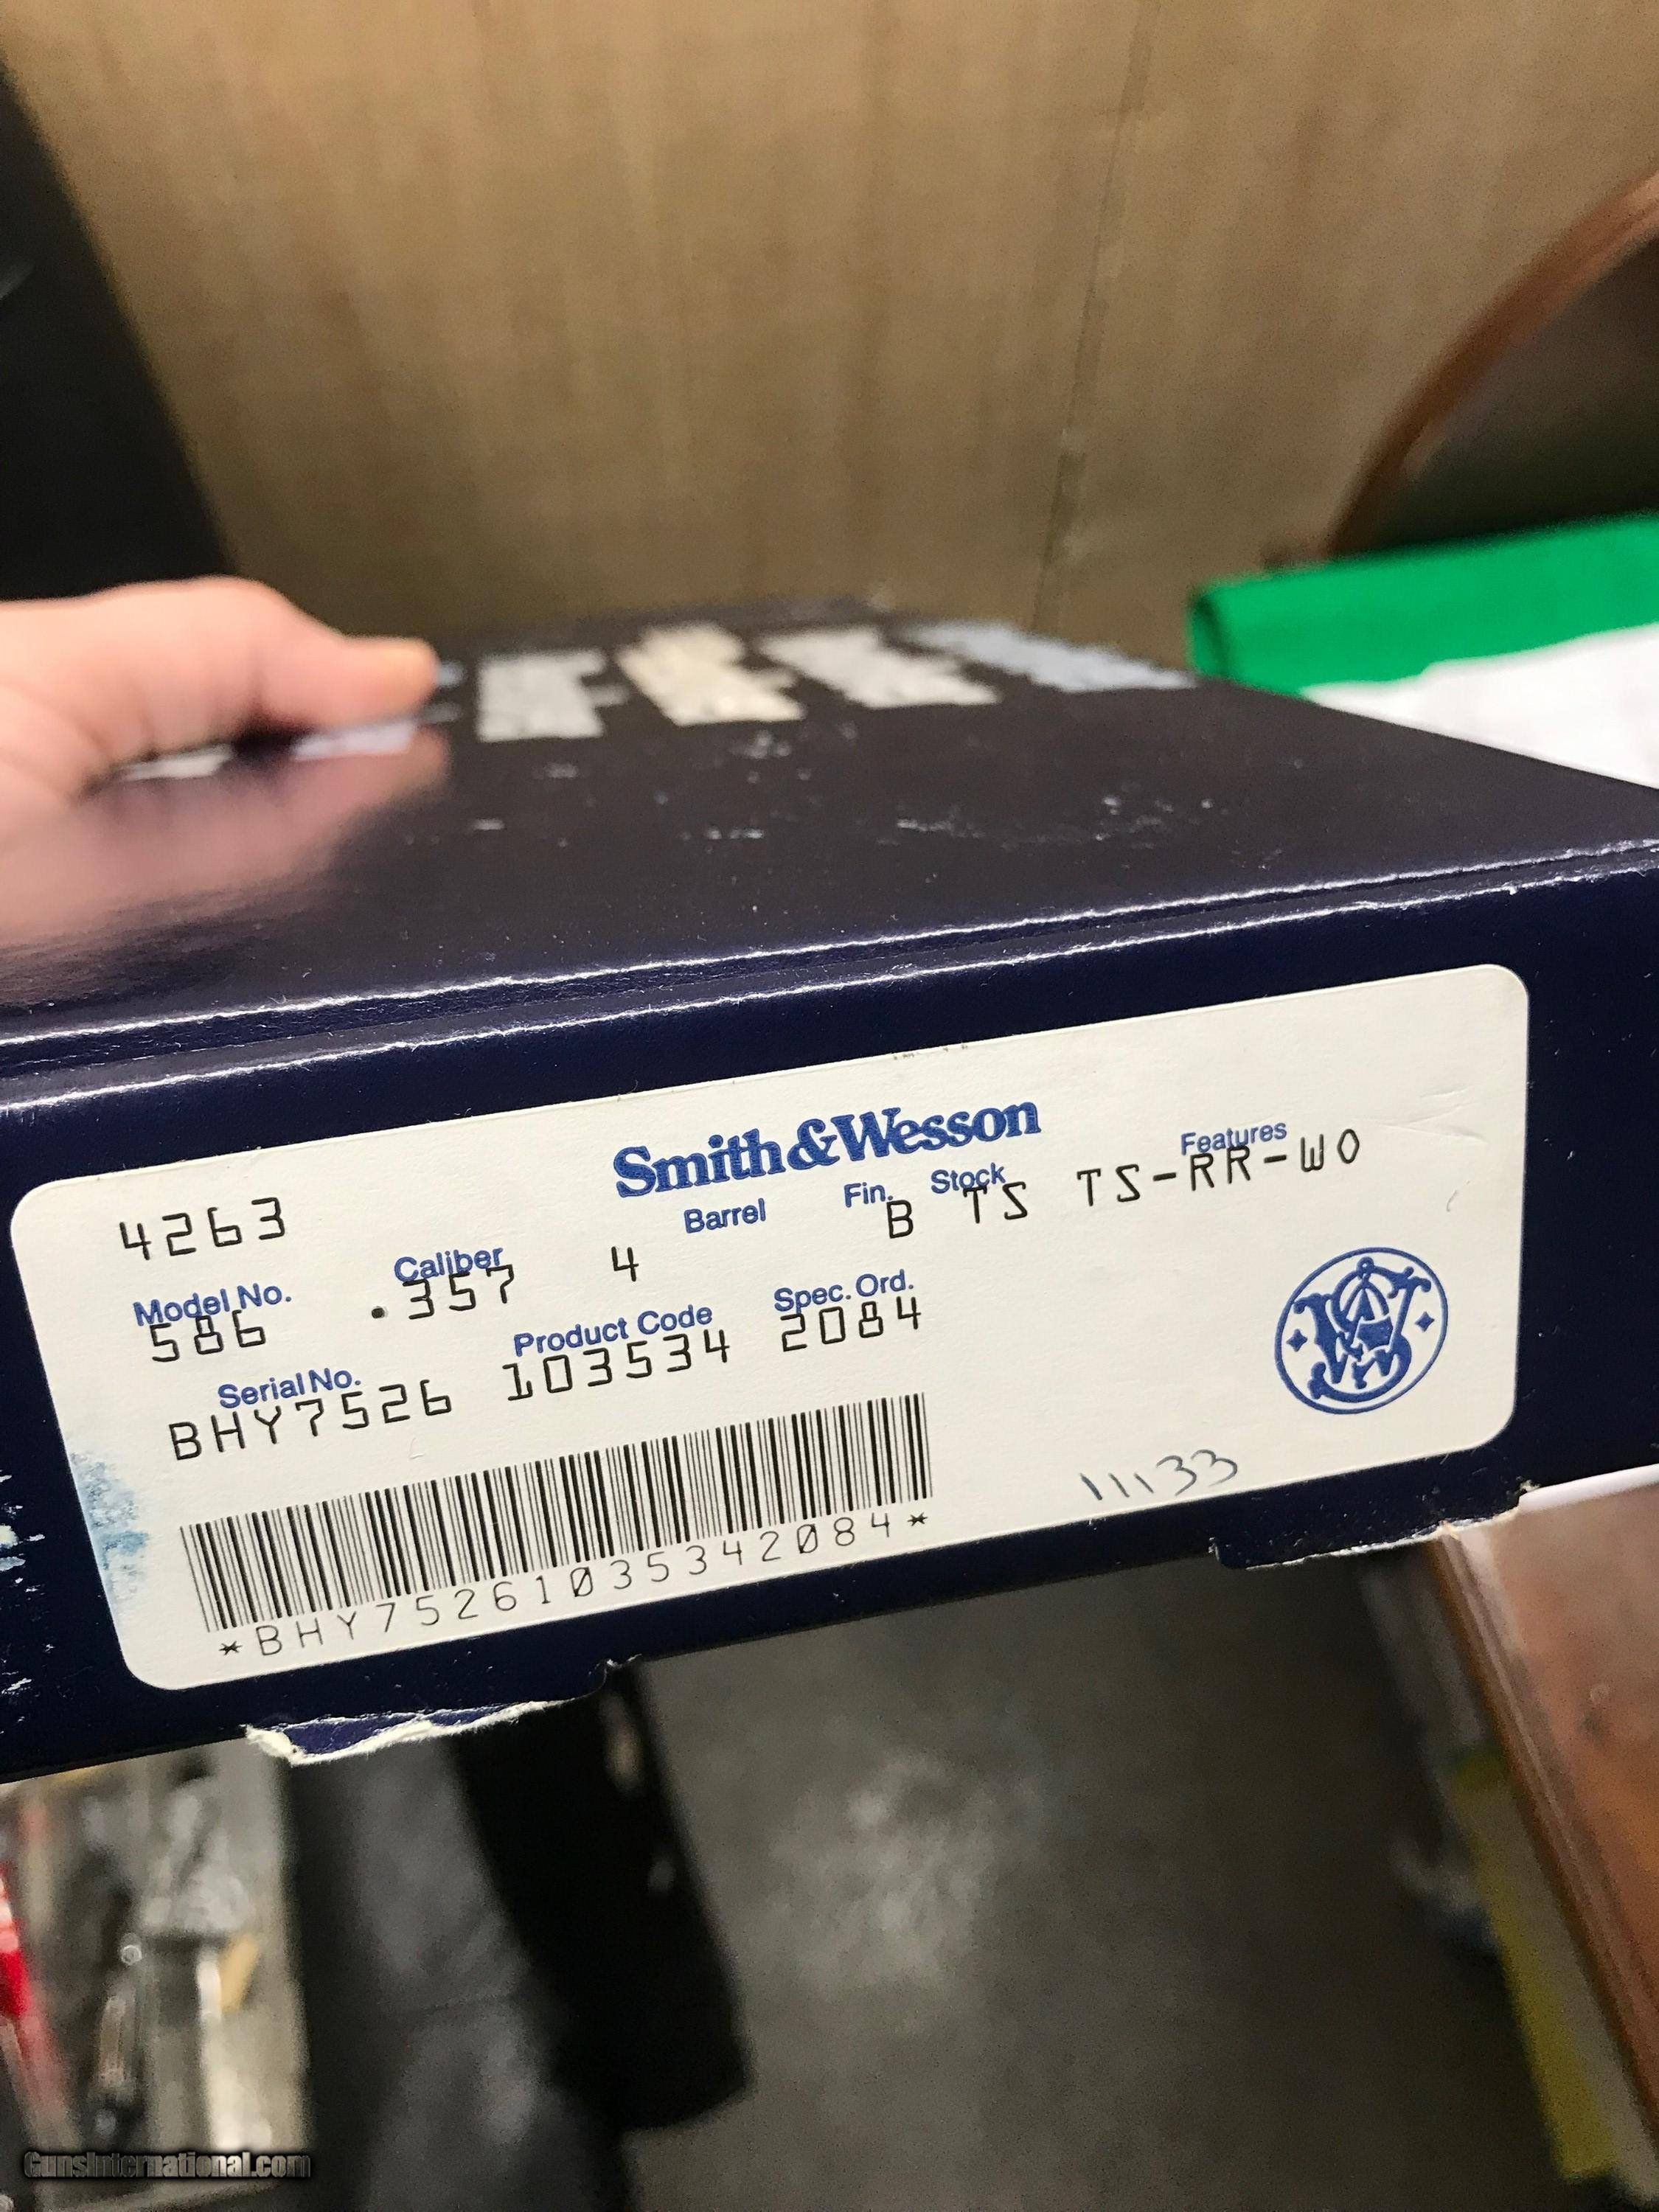 Smith & Wesson
4263
Model No. Caliber Barrel Fin. Stock Features
586 .357 4 B TS TS-RR-WO
Serial No. Product Code Spec. Ord.
BHY7526 103534 2084
*BHY75261035342084*
11133
GunsInternational.com